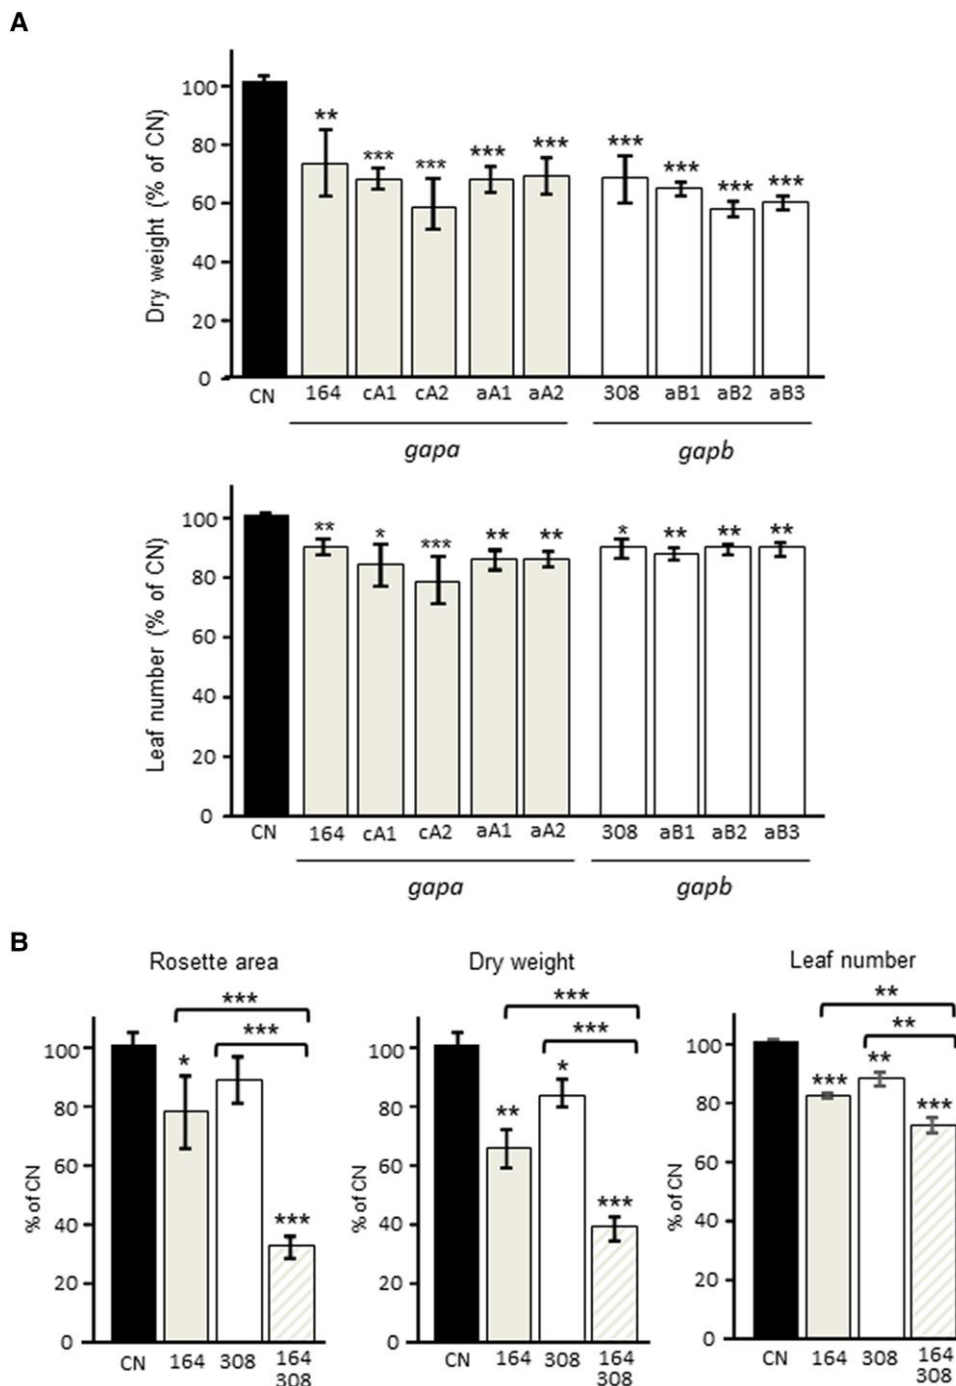 A
Dry weight (% of CN)
100
80
60
40
20
0
** *** *** *** *** *** *** *** ***
CN 164 cA1 cA2 aA1 aA2 308 aB1 aB2 aB3
gapa gapb
Leaf number (% of CN)
100
80
60
40
20
0
** * *** ** ** * ** ** **
CN 164 cA1 cA2 aA1 aA2 308 aB1 aB2 aB3
gapa gapb
B
Rosette area
% of CN
100
80
60
40
20
0
***
***
*
***
CN 164 308 164
308
Dry weight
% of CN
100
80
60
40
20
0
***
***
*
**
***
CN 164 308 164
308
Leaf number
% of CN
100
80
60
40
20
0
**
**
**
***
***
CN 164 308 164
308